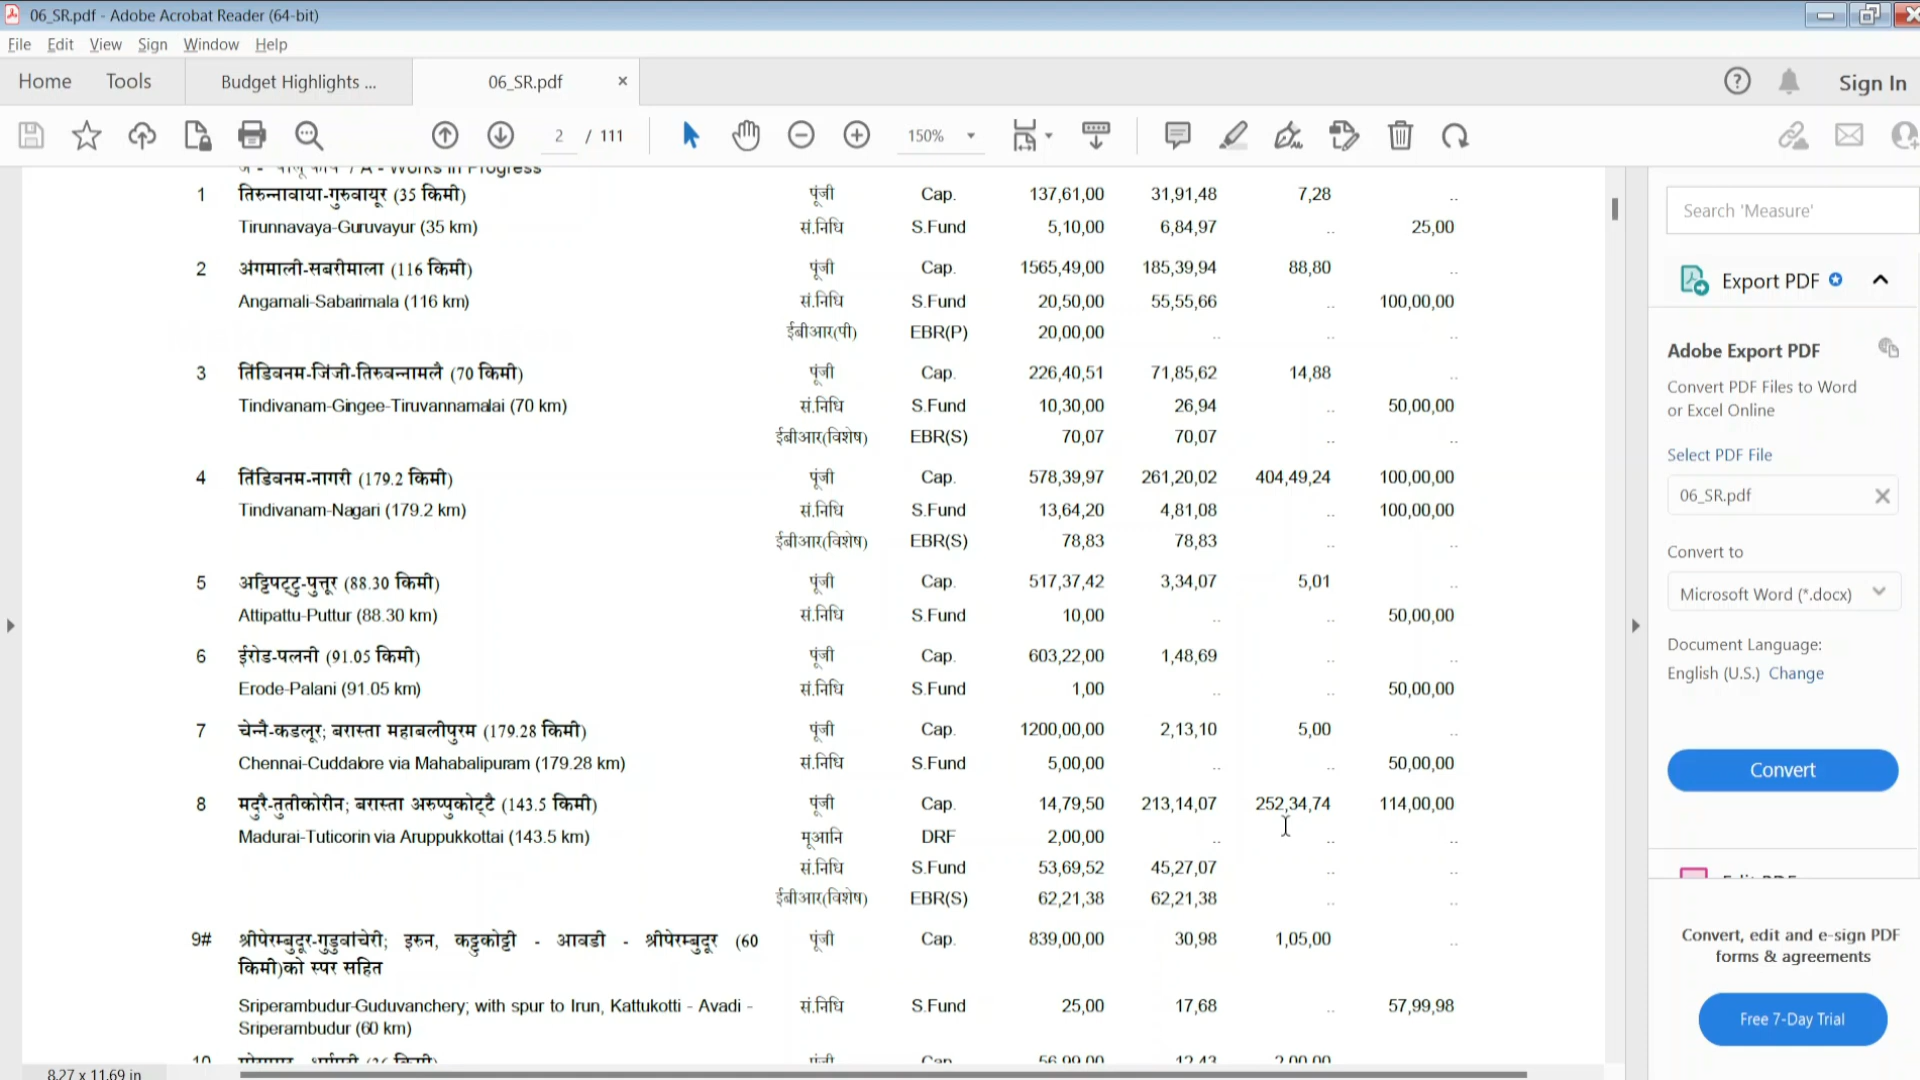 06_SR.pdf - Adobe Acrobat Reader (64-bit)
File Edit View Sign Window Help
Home Tools Budget Highlights ... 06_SR.pdf × Sign In
2 / 111 150%
A - Works in Progress
1 तिरुन्नावाया-गुरुवायूर (35 किमी) पूंजी Cap. 137,61,00 31,91,48 7,28 ..
Tirunnavaya-Guruvayur (35 km) सं.निधि S.Fund 5,10,00 6,84,97 .. 25,00
2 अंगमाली-सबरीमाला (116 किमी) पूंजी Cap. 1565,49,00 185,39,94 88,80 ..
Angamali-Sabarimala (116 km) सं.निधि S.Fund 20,50,00 55,55,66 .. 100,00,00
ईबीआर(पी) EBR(P) 20,00,00 .. .. ..
3 तिंडिवनम-जिंजी-तिरुवन्नामलै (70 किमी) पूंजी Cap. 226,40,51 71,85,62 14,88 ..
Tindivanam-Gingee-Tiruvannamalai (70 km) सं.निधि S.Fund 10,30,00 26,94 .. 50,00,00
ईबीआर(विशेष) EBR(S) 70,07 70,07 .. ..
4 तिंडिवनम-नागरी (179.2 किमी) पूंजी Cap. 578,39,97 261,20,02 404,49,24 100,00,00
Tindivanam-Nagari (179.2 km) सं.निधि S.Fund 13,64,20 4,81,08 .. 100,00,00
ईबीआर(विशेष) EBR(S) 78,83 78,83 .. ..
5 अट्टिपट्टु-पुत्तूर (88.30 किमी) पूंजी Cap. 517,37,42 3,34,07 5,01 ..
Attipattu-Puttur (88.30 km) सं.निधि S.Fund 10,00 .. .. 50,00,00
6 ईरोड-पलनी (91.05 किमी) पूंजी Cap. 603,22,00 1,48,69 .. ..
Erode-Palani (91.05 km) सं.निधि S.Fund 1,00 .. .. 50,00,00
7 चेन्नै-कडलूर; बरास्ता महाबलीपुरम (179.28 किमी) पूंजी Cap. 1200,00,00 2,13,10 5,00 ..
Chennai-Cuddalore via Mahabalipuram (179.28 km) सं.निधि S.Fund 5,00,00 .. .. 50,00,00
8 मदुरै-तुतीकोरीन; बरास्ता अरुप्पुकोट्टै (143.5 किमी) पूंजी Cap. 14,79,50 213,14,07 252,34,74 114,00,00
Madurai-Tuticorin via Aruppukkottai (143.5 km) मूआनि DRF 2,00,00 .. .. ..
सं.निधि S.Fund 53,69,52 45,27,07 .. ..
ईबीआर(विशेष) EBR(S) 62,21,38 62,21,38 .. ..
9# श्रीपेरम्बुदूर-गुडुवांचेरी; इरुन, कट्टुकोट्टी - आवडी - श्रीपेरम्बुदूर (60 पूंजी Cap. 839,00,00 30,98 1,05,00 ..
किमी)को स्पर सहित
Sriperambudur-Guduvanchery; with spur to Irun, Kattukotti - Avadi - सं.निधि S.Fund 25,00 17,68 .. 57,99,98
Sriperambudur (60 km)
10 पूंजी Cap. 56,99,00 12,43 2,00,00
8.27 x 11.69 in
Search 'Measure'
Export PDF
Adobe Export PDF
Convert PDF Files to Word
or Excel Online
Select PDF File
06_SR.pdf
Convert to
Microsoft Word (*.docx)
Document Language:
English (U.S.) Change
Convert
Edit PDF
Convert, edit and e-sign PDF
forms & agreements
Free 7-Day Trial